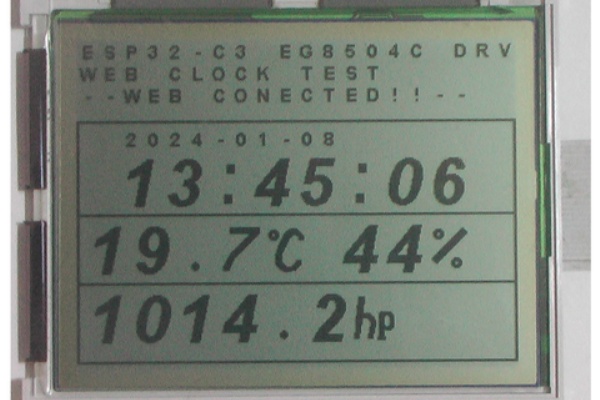 ESP32-C3 EG8504C DRV
WEB CLOCK TEST
--WEB CONECTED!!--
2024-01-08
13:45:06
19.7℃ 44%
1014.2hp